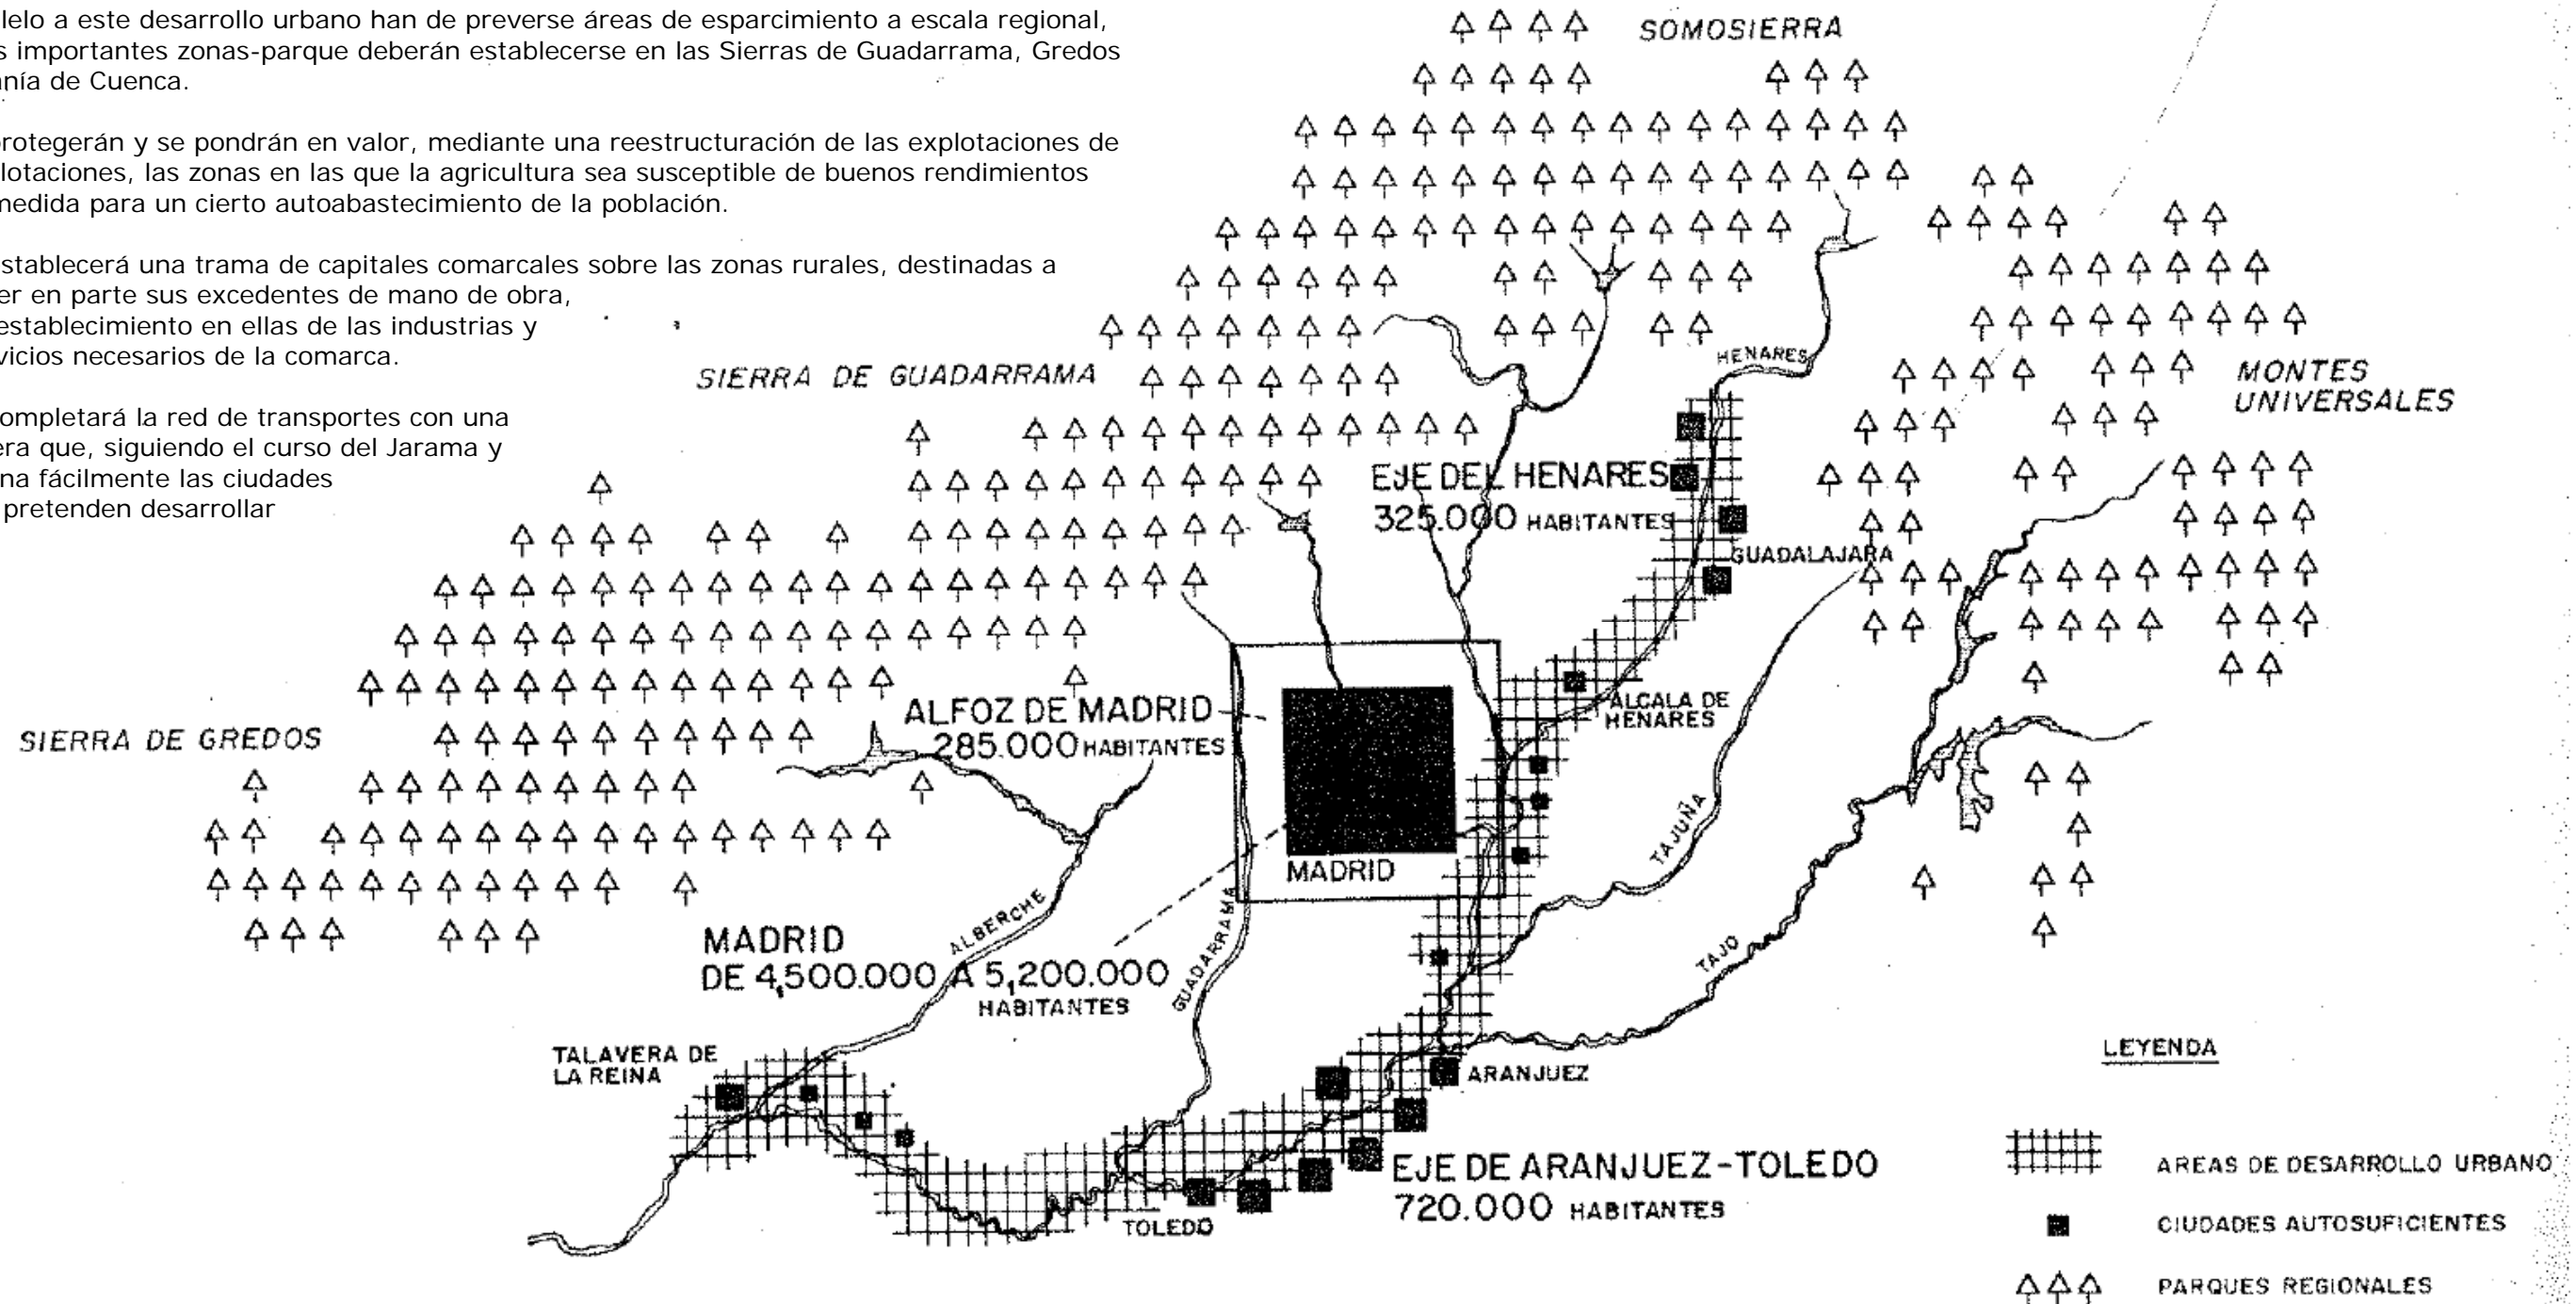 lelo a este desarrollo urbano han de preverse áreas de esparcimiento a escala regional,
s importantes zonas-parque deberán establecerse en las Sierras de Guadarrama, Gredos
nía de Cuenca.
rotegerán y se pondrán en valor, mediante una reestructuración de las explotaciones de
lotaciones, las zonas en las que la agricultura sea susceptible de buenos rendimientos
medida para un cierto autoabastecimiento de la población.
stablecerá una trama de capitales comarcales sobre las zonas rurales, destinadas a
er en parte sus excedentes de mano de obra,
establecimiento en ellas de las industrias y
vicios necesarios de la comarca.
ompletará la red de transportes con una
era que, siguiendo el curso del Jarama y
na fácilmente las ciudades
pretenden desarrollar
SOMOSIERRA
SIERRA DE GUADARRAMA
HENARES
MONTES
UNIVERSALES
EJE DEL HENARES
325.000 HABITANTES
GUADALAJARA
ALFOZ DE MADRID
285.000 HABITANTES
ALCALA DE
HENARES
SIERRA DE GREDOS
TAJUÑA
MADRID
ALBERCHE
GUADARRAMA
TAJO
MADRID
DE 4,500.000 A 5,200.000
HABITANTES
TALAVERA DE
LA REINA
ARANJUEZ
EJE DE ARANJUEZ-TOLEDO
720.000 HABITANTES
TOLEDO
LEYENDA
AREAS DE DESARROLLO URBANO
CIUDADES AUTOSUFICIENTES
PARQUES REGIONALES